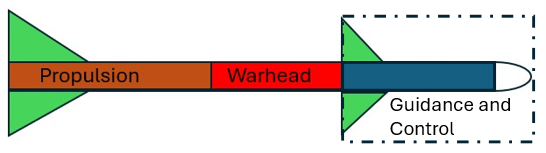 Propulsion
Warhead
Guidance and
Control